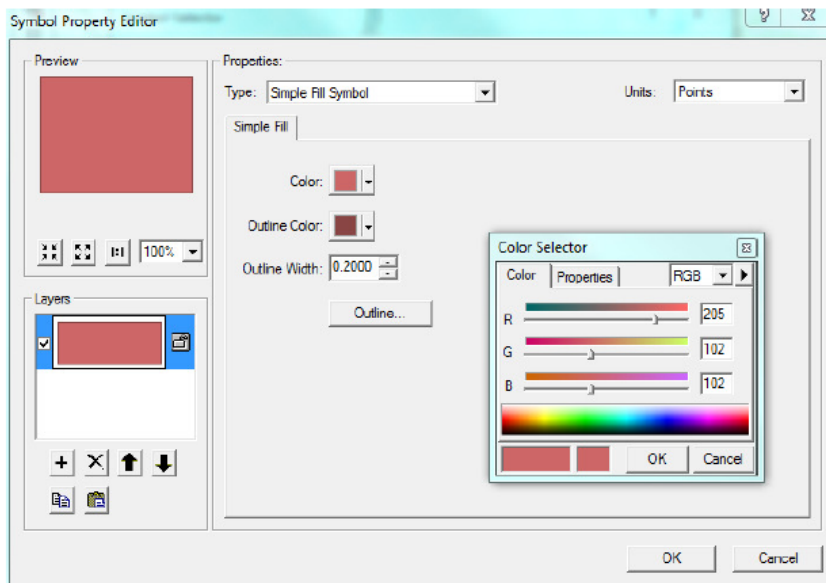 Symbol Property Editor
Preview
100%
Layers
Properties:
Type: Simple Fill Symbol
Units: Points
Simple Fill
Color:
Outline Color:
Outline Width: 0.2000
Outline...
Color Selector
Color Properties RGB
R 205
G 102
B 102
OK Cancel
OK Cancel